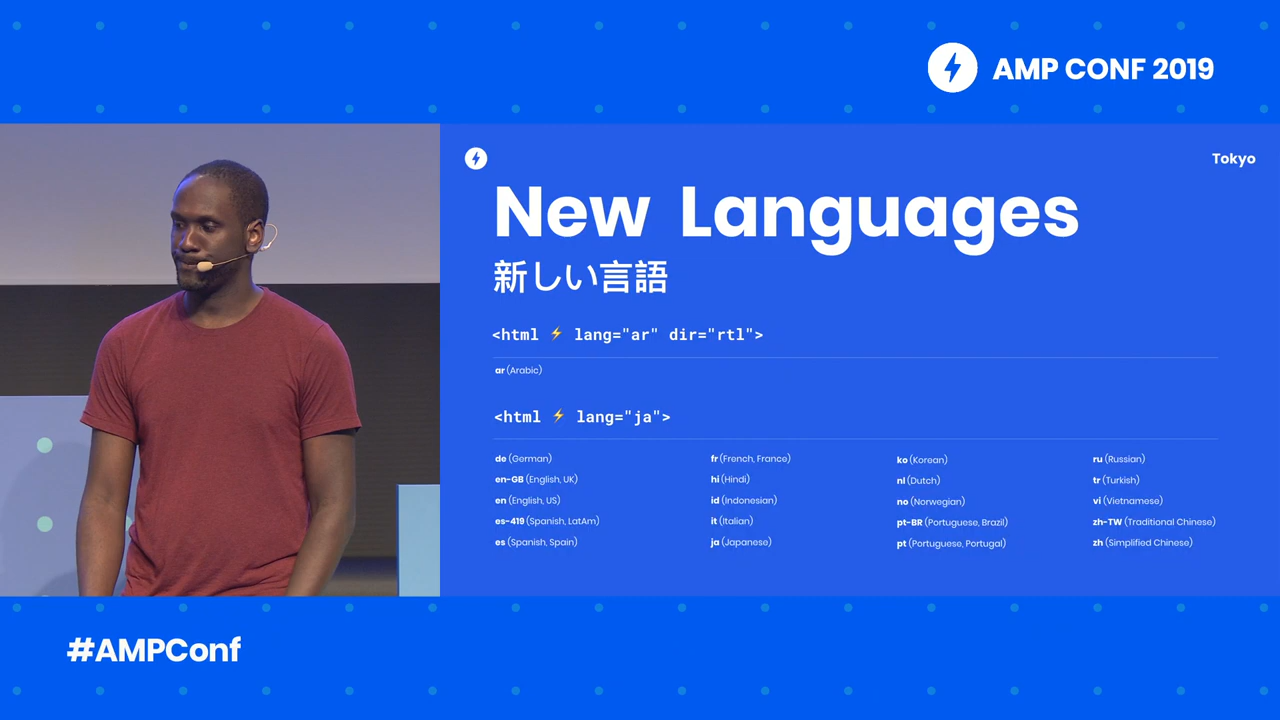 AMP CONF 2019
Tokyo
New Languages
新しい言語
<html ⚡ lang="ar" dir="rtl">
ar (Arabic)
<html ⚡ lang="ja">
de (German)
en-GB (English, UK)
en (English, US)
es-419 (Spanish, LatAm)
es (Spanish, Spain)
fr (French, France)
hi (Hindi)
id (Indonesian)
it (Italian)
ja (Japanese)
ko (Korean)
nl (Dutch)
no (Norwegian)
pt-BR (Portuguese, Brazil)
pt (Portuguese, Portugal)
ru (Russian)
tr (Turkish)
vi (Vietnamese)
zh-TW (Traditional Chinese)
zh (Simplified Chinese)
#AMPConf